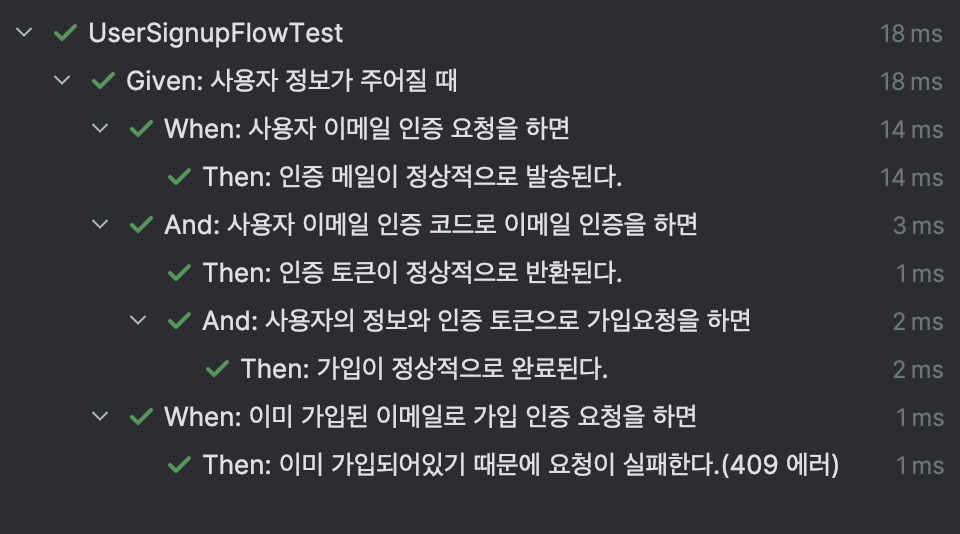 UserSignupFlowTest 18 ms
Given: 사용자 정보가 주어질 때 18 ms
When: 사용자 이메일 인증 요청을 하면 14 ms
Then: 인증 메일이 정상적으로 발송된다. 14 ms
And: 사용자 이메일 인증 코드로 이메일 인증을 하면 3 ms
Then: 인증 토큰이 정상적으로 반환된다. 1 ms
And: 사용자의 정보와 인증 토큰으로 가입요청을 하면 2 ms
Then: 가입이 정상적으로 완료된다. 2 ms
When: 이미 가입된 이메일로 가입 인증 요청을 하면 1 ms
Then: 이미 가입되어있기 때문에 요청이 실패한다.(409 에러) 1 ms